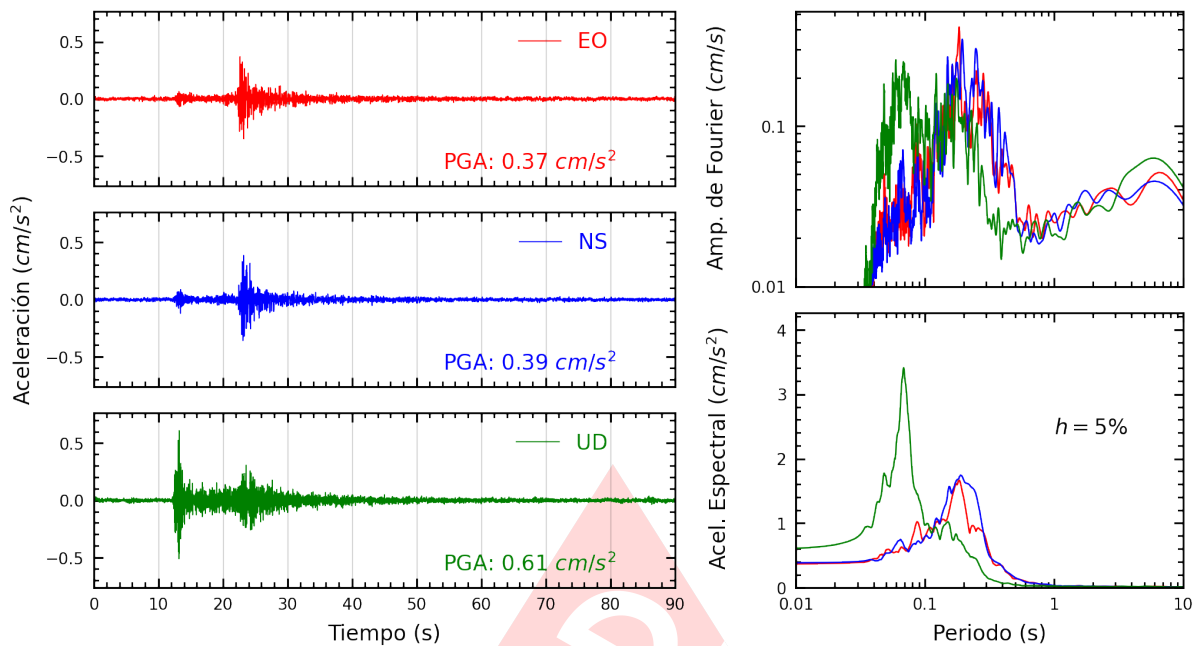 Aceleración (cm/s²)
0.5
0.0
−0.5
EO
PGA: 0.37 cm/s²
0.5
0.0
−0.5
NS
PGA: 0.39 cm/s²
0.5
0.0
−0.5
UD
PGA: 0.61 cm/s²
0 10 20 30 40 50 60 70 80 90
Tiempo (s)
Amp. de Fourier (cm/s)
0.1
0.01
Acel. Espectral (cm/s²)
4
3
2
1
0
h = 5%
0.01 0.1 1 10
Periodo (s)